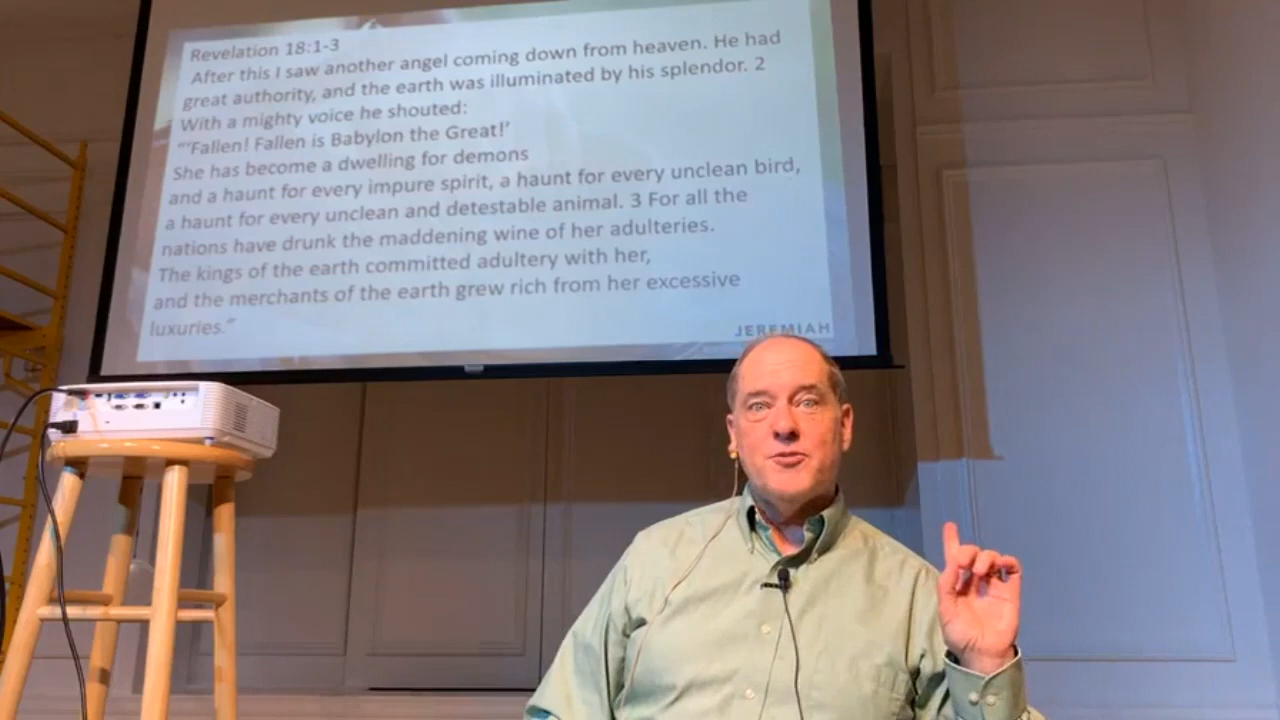 Revelation 18:1-3
After this I saw another angel coming down from heaven. He had
great authority, and the earth was illuminated by his splendor. 2
With a mighty voice he shouted:
“‘Fallen! Fallen is Babylon the Great!’
She has become a dwelling for demons
and a haunt for every impure spirit, a haunt for every unclean bird,
a haunt for every unclean and detestable animal. 3 For all the
nations have drunk the maddening wine of her adulteries.
The kings of the earth committed adultery with her,
and the merchants of the earth grew rich from her excessive
luxuries.”
JEREMIAH